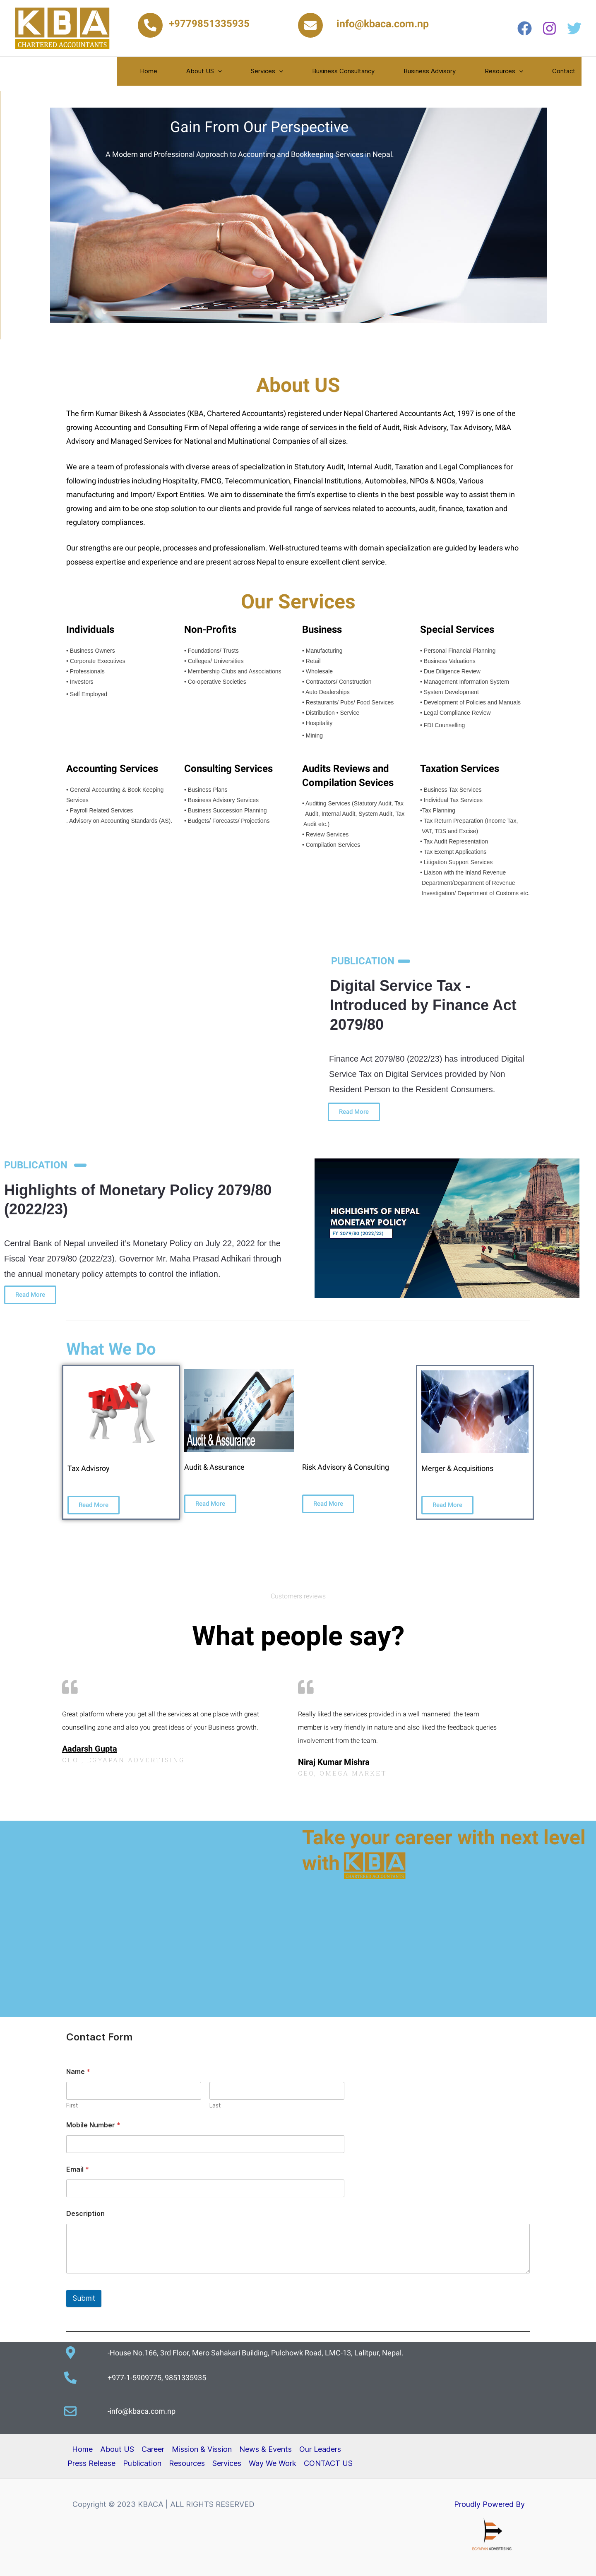 KBA
CHARTERED ACCOUNTANTS
+9779851335935
info@kbaca.com.np
Home
About US
Services
Business Consultancy
Business Advisory
Resources
Contact
Gain From Our Perspective
A Modern and Professional Approach to Accounting and Bookkeeping Services in Nepal.
About US
The firm Kumar Bikesh & Associates (KBA, Chartered Accountants) registered under Nepal Chartered Accountants Act, 1997 is one of the
growing Accounting and Consulting Firm of Nepal offering a wide range of services in the field of Audit, Risk Advisory, Tax Advisory, M&A
Advisory and Managed Services for National and Multinational Companies of all sizes.
We are a team of professionals with diverse areas of specialization in Statutory Audit, Internal Audit, Taxation and Legal Compliances for
following industries including Hospitality, FMCG, Telecommunication, Financial Institutions, Automobiles, NPOs & NGOs, Various
manufacturing and Import/ Export Entities. We aim to disseminate the firm's expertise to clients in the best possible way to assist them in
growing and aim to be one stop solution to our clients and provide full range of services related to accounts, audit, finance, taxation and
regulatory compliances.
Our strengths are our people, processes and professionalism. Well-structured teams with domain specialization are guided by leaders who
possess expertise and experience and are present across Nepal to ensure excellent client service.
Our Services
Individuals
• Business Owners
• Corporate Executives
• Professionals
• Investors
• Self Employed
Non-Profits
• Foundations/ Trusts
• Colleges/ Universities
• Membership Clubs and Associations
• Co-operative Societies
Business
• Manufacturing
• Retail
• Wholesale
• Contractors/ Construction
• Auto Dealerships
• Restaurants/ Pubs/ Food Services
• Distribution • Service
• Hospitality
• Mining
Special Services
• Personal Financial Planning
• Business Valuations
• Due Diligence Review
• Management Information System
• System Development
• Development of Policies and Manuals
• Legal Compliance Review
• FDI Counselling
Accounting Services
• General Accounting & Book Keeping
Services
• Payroll Related Services
. Advisory on Accounting Standards (AS).
Consulting Services
• Business Plans
• Business Advisory Services
• Business Succession Planning
• Budgets/ Forecasts/ Projections
Audits Reviews and
Compilation Sevices
• Auditing Services (Statutory Audit, Tax
Audit, Internal Audit, System Audit, Tax
Audit etc.)
• Review Services
• Compilation Services
Taxation Services
• Business Tax Services
• Individual Tax Services
•Tax Planning
• Tax Return Preparation (Income Tax,
VAT, TDS and Excise)
• Tax Audit Representation
• Tax Exempt Applications
• Litigation Support Services
• Liaison with the Inland Revenue
Department/Department of Revenue
Investigation/ Department of Customs etc.
PUBLICATION
Digital Service Tax -
Introduced by Finance Act
2079/80
Finance Act 2079/80 (2022/23) has introduced Digital
Service Tax on Digital Services provided by Non
Resident Person to the Resident Consumers.
Read More
PUBLICATION
Highlights of Monetary Policy 2079/80
(2022/23)
Central Bank of Nepal unveiled it's Monetary Policy on July 22, 2022 for the
Fiscal Year 2079/80 (2022/23). Governor Mr. Maha Prasad Adhikari through
the annual monetary policy attempts to control the inflation.
Read More
HIGHLIGHTS OF NEPAL
MONETARY POLICY
FY 2079/80 (2022/23)
What We Do
TAX
Tax Advisroy
Read More
Audit & Assurance
Audit & Assurance
Read More
Risk Advisory & Consulting
Read More
Merger & Acquisitions
Read More
Customers reviews
What people say?
Great platform where you get all the services at one place with great
counselling zone and also you great ideas of your Business growth.
Aadarsh Gupta
CEO , EGYAPAN ADVERTISING
Really liked the services provided in a well mannered ,the team
member is very friendly in nature and also liked the feedback queries
involvement from the team.
Niraj Kumar Mishra
CEO, OMEGA MARKET
Take your career with next level
with KBA
CHARTERED ACCOUNTANTS
Contact Form
Name *
First
Last
Mobile Number *
Email *
Description
Submit
-House No.166, 3rd Floor, Mero Sahakari Building, Pulchowk Road, LMC-13, Lalitpur, Nepal.
+977-1-5909775, 9851335935
-info@kbaca.com.np
Home About US Career Mission & Vission News & Events Our Leaders
Press Release Publication Resources Services Way We Work CONTACT US
Copyright © 2023 KBACA | ALL RIGHTS RESERVED
Proudly Powered By
EGYAPAN ADVERTISING